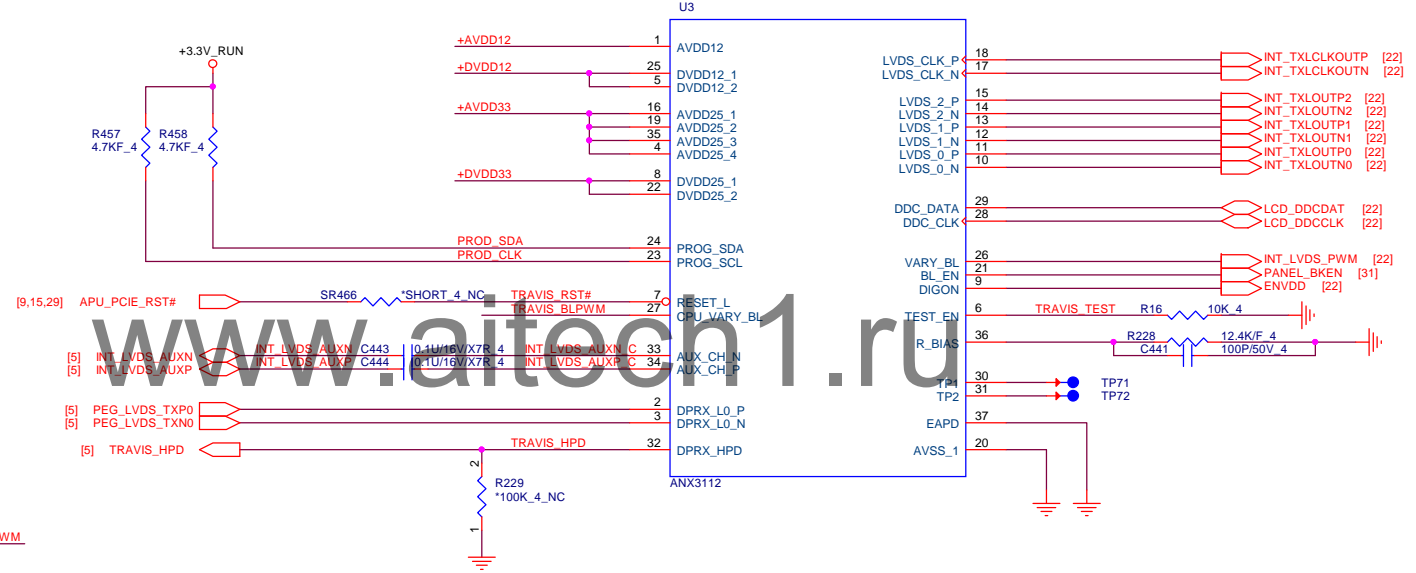 U3
+3.3V_RUN
R457
4.7KF_4
R458
4.7KF_4
+AVDD12 1 AVDD12
+DVDD12 25 DVDD12_1
5 DVDD12_2
+AVDD33 16 AVDD25_1
19 AVDD25_2
35 AVDD25_3
4 AVDD25_4
+DVDD33 8 DVDD25_1
22 DVDD25_2
PROD_SDA 24 PROG_SDA
PROD_CLK 23 PROG_SCL
[9,15,29] APU_PCIE_RST# SR466 *SHORT_4_NC TRAVIS_RST# 7 RESET_L
TRAVIS_BLPWM 27 CPU_VARY_BL
[5] INT_LVDS_AUXN INT_LVDS_AUXN C443 0.1U/16V/X7R_4 INT_LVDS_AUXN_C 33 AUX_CH_N
[5] INT_LVDS_AUXP INT_LVDS_AUXP C444 0.1U/16V/X7R_4 INT_LVDS_AUXP_C 34 AUX_CH_P
[5] PEG_LVDS_TXP0 2 DPRX_L0_P
[5] PEG_LVDS_TXN0 3 DPRX_L0_N
[5] TRAVIS_HPD TRAVIS_HPD 32 DPRX_HPD
2
R229
*100K_4_NC
1
ANX3112
LVDS_CLK_P 18 INT_TXLCLKOUTP [22]
LVDS_CLK_N 17 INT_TXLCLKOUTN [22]
LVDS_2_P 15 INT_TXLOUTP2 [22]
LVDS_2_N 14 INT_TXLOUTN2 [22]
LVDS_1_P 13 INT_TXLOUTP1 [22]
LVDS_1_N 12 INT_TXLOUTN1 [22]
LVDS_0_P 11 INT_TXLOUTP0 [22]
LVDS_0_N 10 INT_TXLOUTN0 [22]
DDC_DATA 29 LCD_DDCDAT [22]
DDC_CLK 28 LCD_DDCCLK [22]
VARY_BL 26 INT_LVDS_PWM [22]
BL_EN 21 PANEL_BKEN [31]
DIGON 9 ENVDD [22]
TEST_EN 6 TRAVIS_TEST R16 10K_4
R_BIAS 36 R228 12.4K/F_4
C441 100P/50V_4
TP1 30 TP71
TP2 31 TP72
EAPD 37
AVSS_1 20
WM
www.aitech1.ru